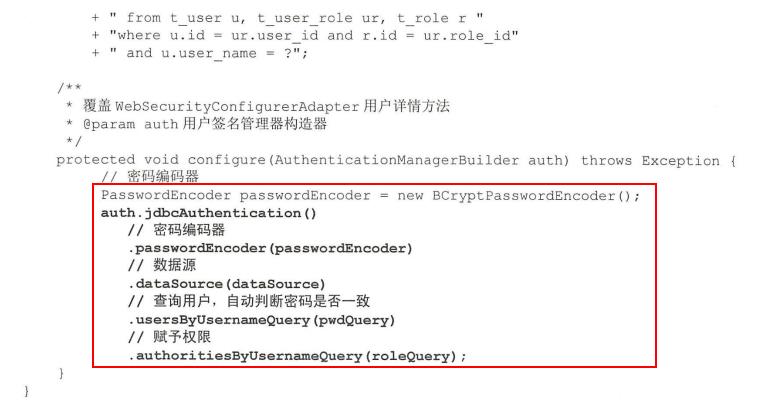 + " from t_user u, t_user_role ur, t_role r "
+ "where u.id = ur.user_id and r.id = ur.role_id"
+ " and u.user_name = ?";
/**
* 覆盖 WebSecurityConfigurerAdapter 用户详情方法
* @param auth 用户签名管理器构造器
*/
protected void configure(AuthenticationManagerBuilder auth) throws Exception {
// 密码编码器
PasswordEncoder passwordEncoder = new BCryptPasswordEncoder();
auth.jdbcAuthentication()
// 密码编码器
.passwordEncoder(passwordEncoder)
// 数据源
.dataSource(dataSource)
// 查询用户，自动判断密码是否一致
.usersByUsernameQuery(pwdQuery)
// 赋予权限
.authoritiesByUsernameQuery(roleQuery);
}
}